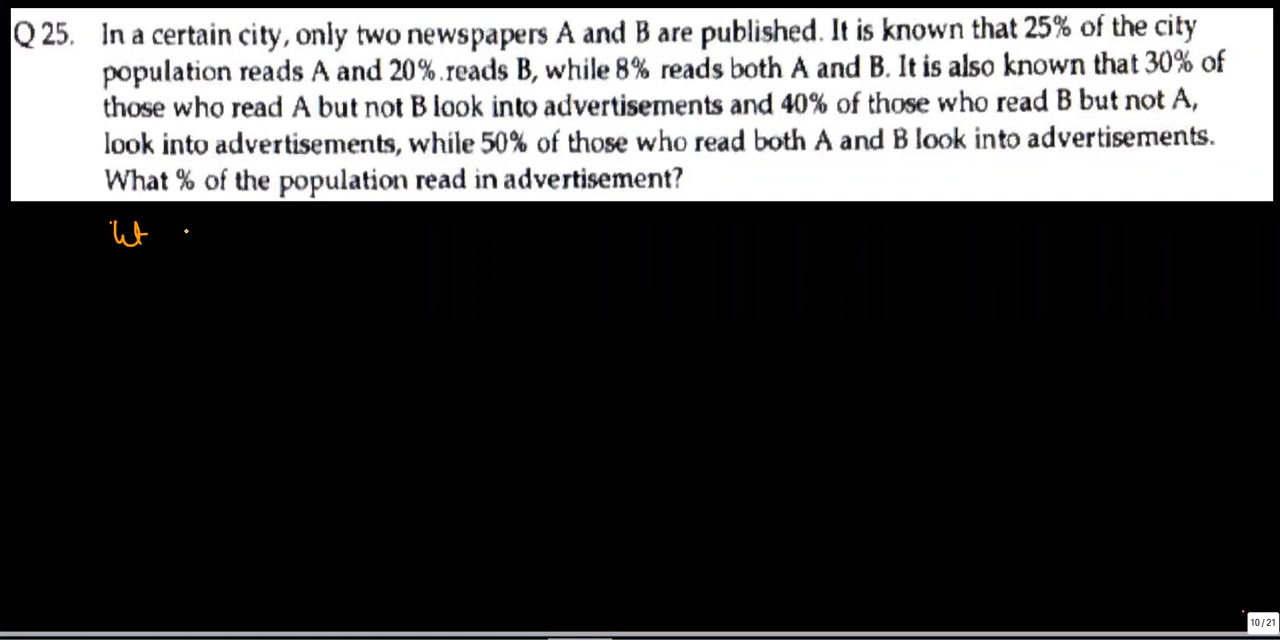 Q 25. In a certain city, only two newspapers A and B are published. It is known that 25% of the city
population reads A and 20% reads B, while 8% reads both A and B. It is also known that 30% of
those who read A but not B look into advertisements and 40% of those who read B but not A,
look into advertisements, while 50% of those who read both A and B look into advertisements.
What % of the population read in advertisement?
10 / 21